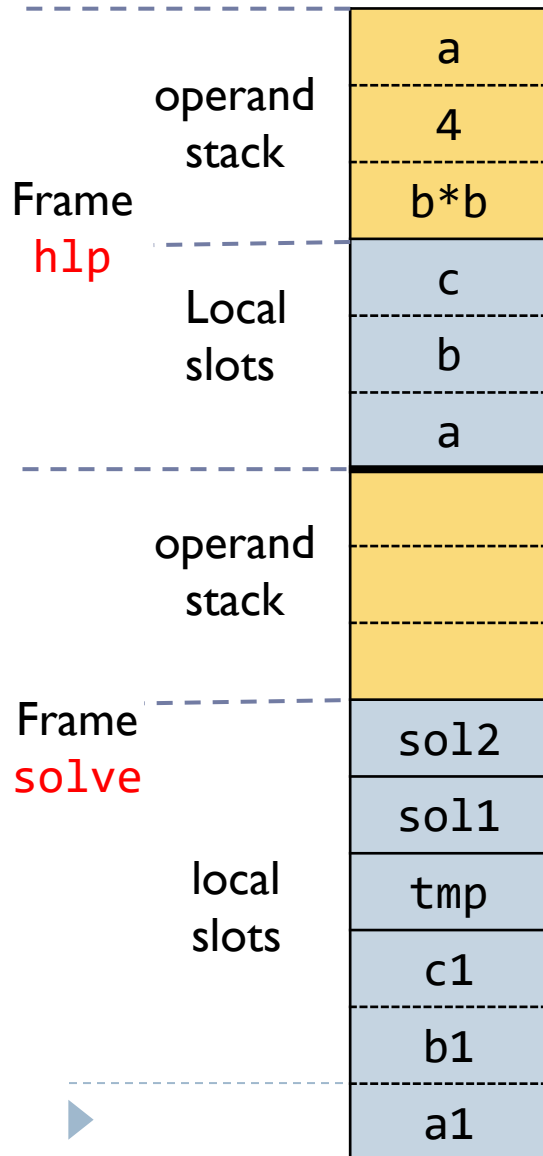 a
operand
stack
4
b*b
Frame
hlp
c
Local
slots
b
a
operand
stack
Frame
solve
sol2
sol1
local
slots
tmp
c1
b1
a1